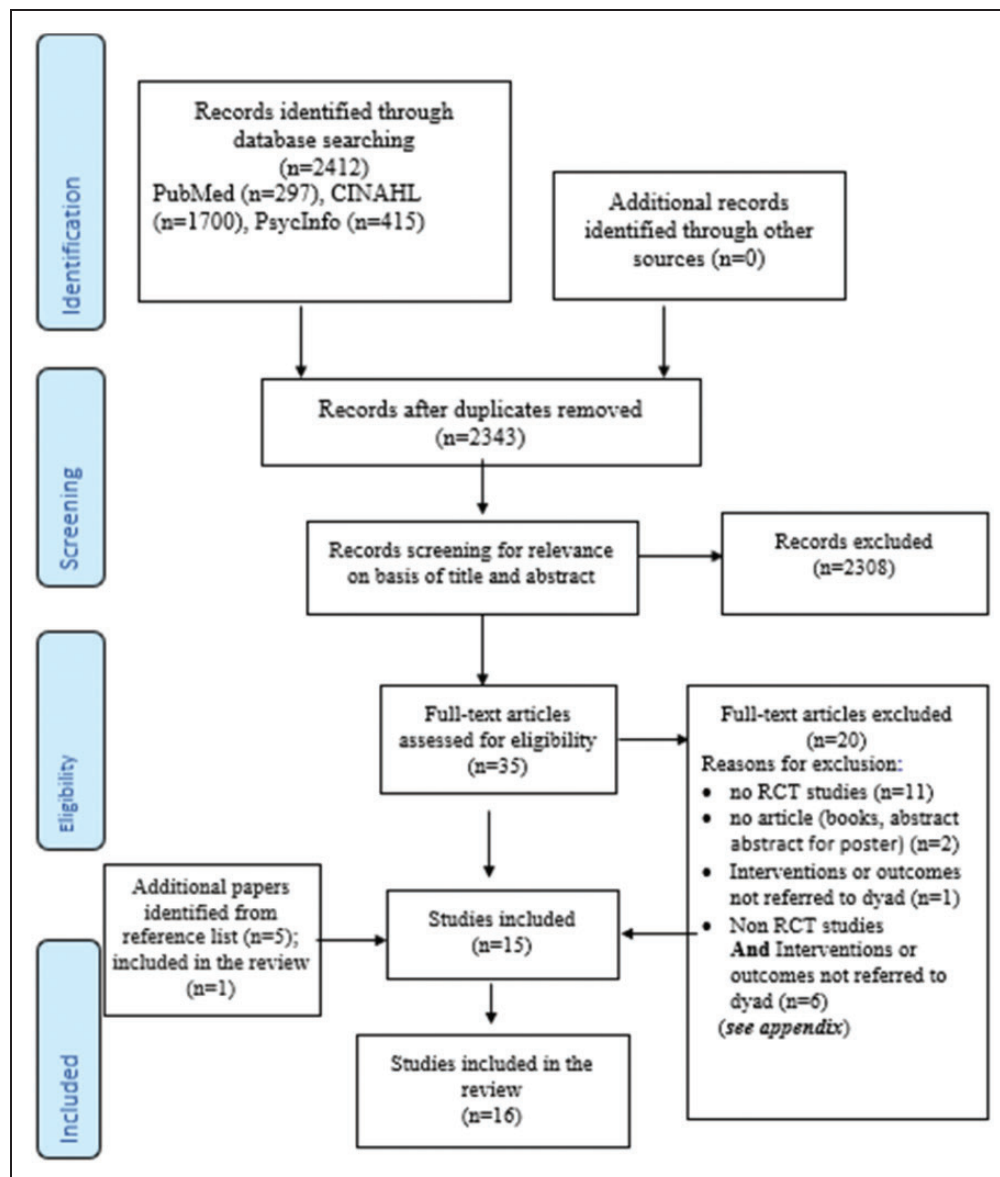 Identification
Records identified through
database searching
(n=2412)
PubMed (n=297), CINAHL
(n=1700), PsycInfo (n=415)
Additional records
identified through other
sources (n=0)
Screening
Records after duplicates removed
(n=2343)
Records screening for relevance
on basis of title and abstract
Records excluded
(n=2308)
Eligibility
Full-text articles
assessed for eligibility
(n=35)
Full-text articles excluded
(n=20)
Reasons for exclusion:
• no RCT studies (n=11)
• no article (books, abstract
abstract for poster) (n=2)
• Interventions or outcomes
not referred to dyad (n=1)
• Non RCT studies
And Interventions or
outcomes not referred to
dyad (n=6)
(see appendix)
Additional papers
identified from
reference list (n=5);
included in the review
(n=1)
Studies included
(n=15)
Included
Studies included in the
review
(n=16)